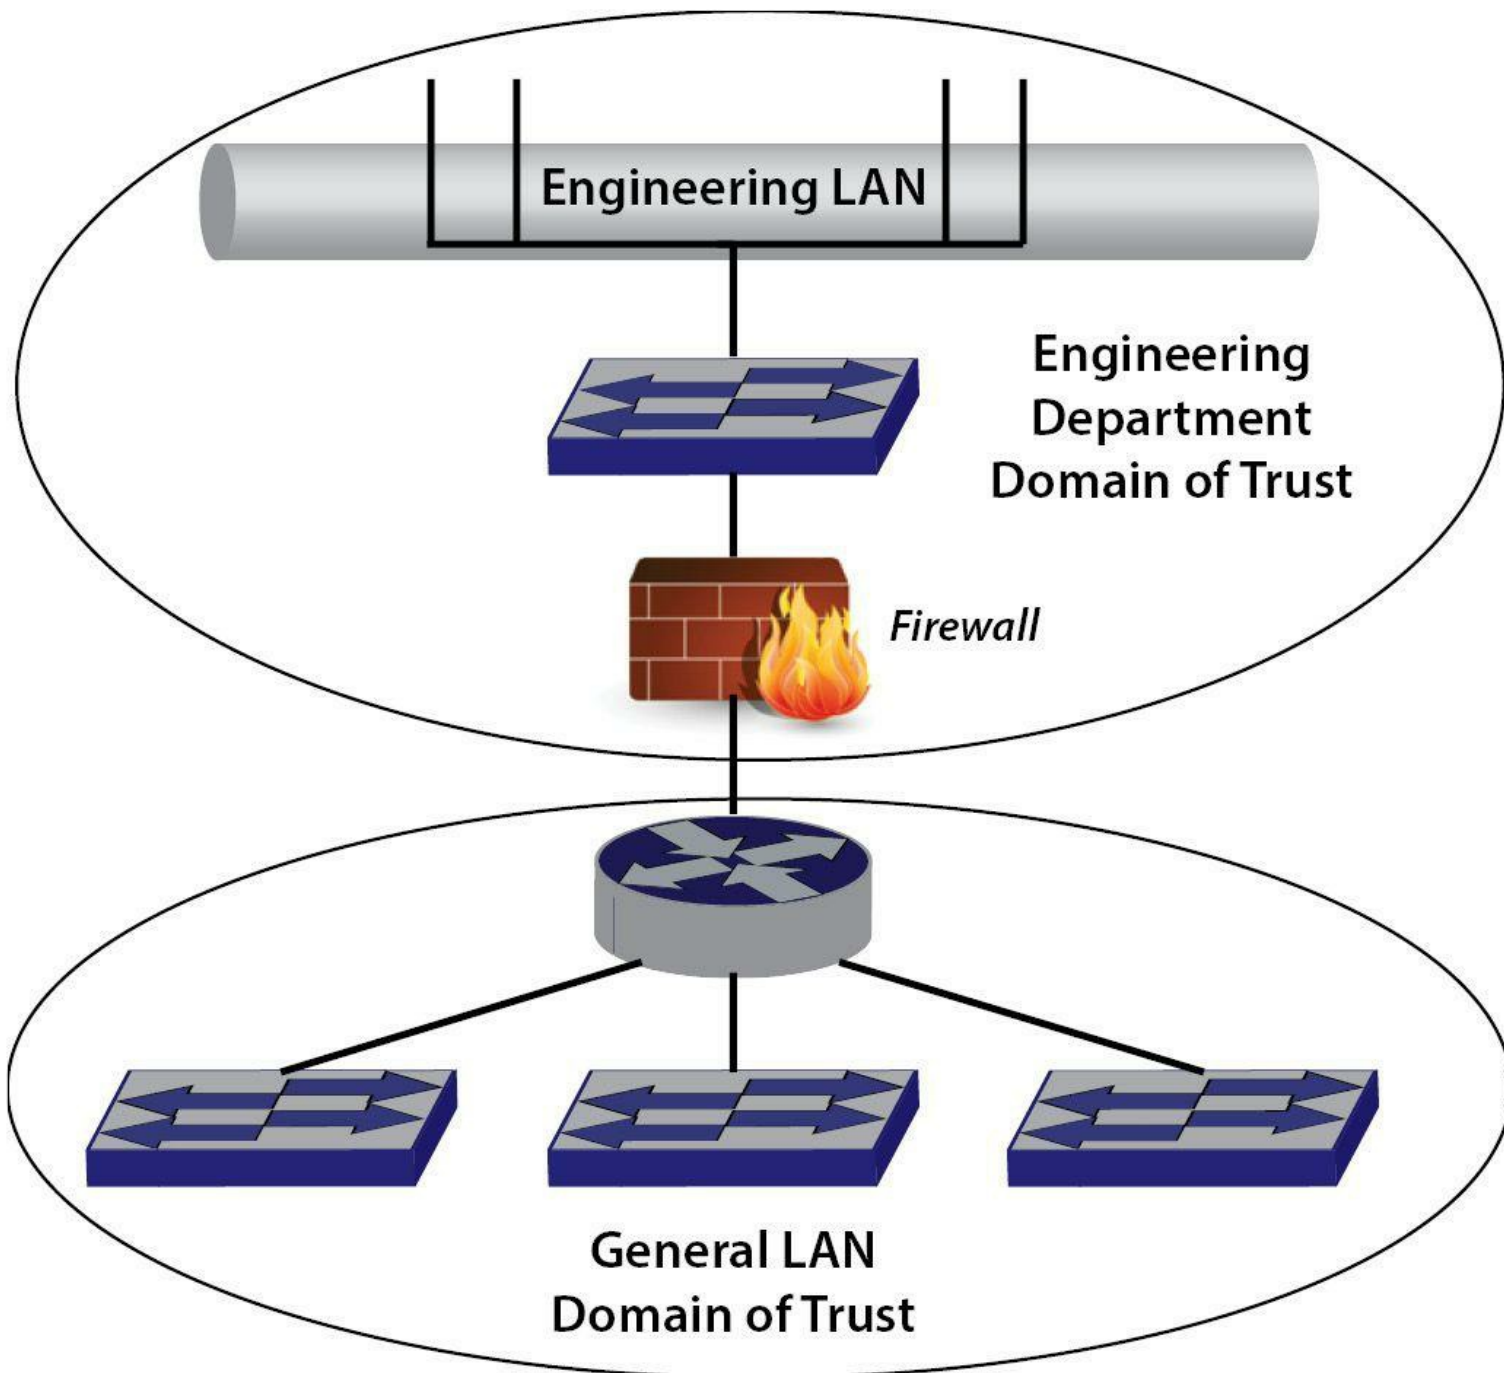 Engineering LAN
Engineering
Department
Domain of Trust
Firewall
General LAN
Domain of Trust